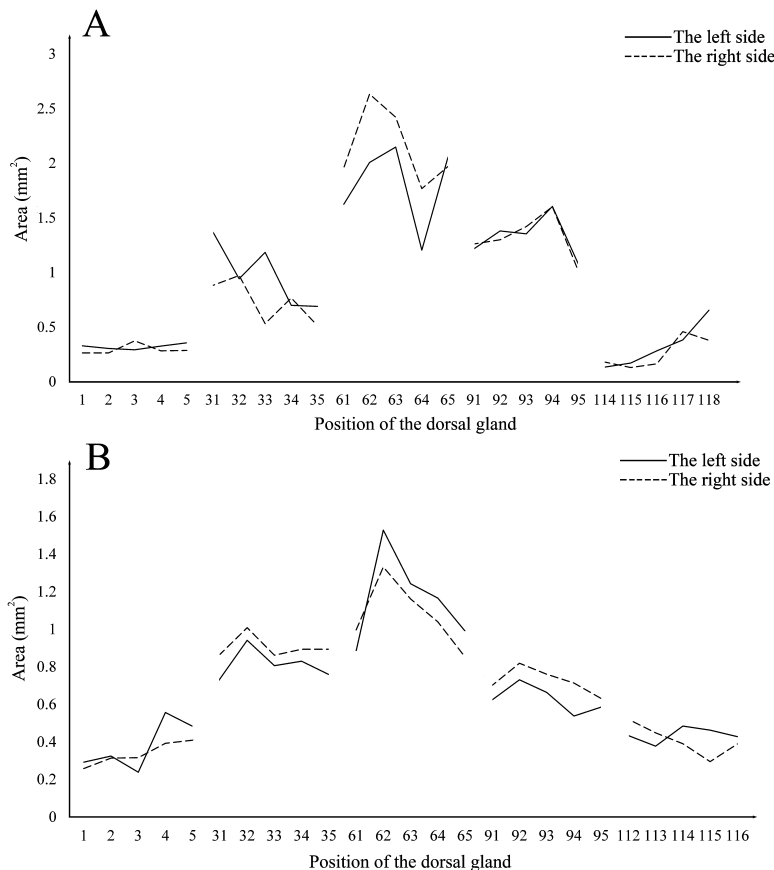 A
The left side
The right side
3
2.5
2
1.5
1
0.5
0
Area (mm²)
1 2 3 4 5 31 32 33 34 35 61 62 63 64 65 91 92 93 94 95 114 115 116 117 118
Position of the dorsal gland
B
The left side
The right side
1.8
1.6
1.4
1.2
1
0.8
0.6
0.4
0.2
0
Area (mm²)
1 2 3 4 5 31 32 33 34 35 61 62 63 64 65 91 92 93 94 95 112 113 114 115 116
Position of the dorsal gland